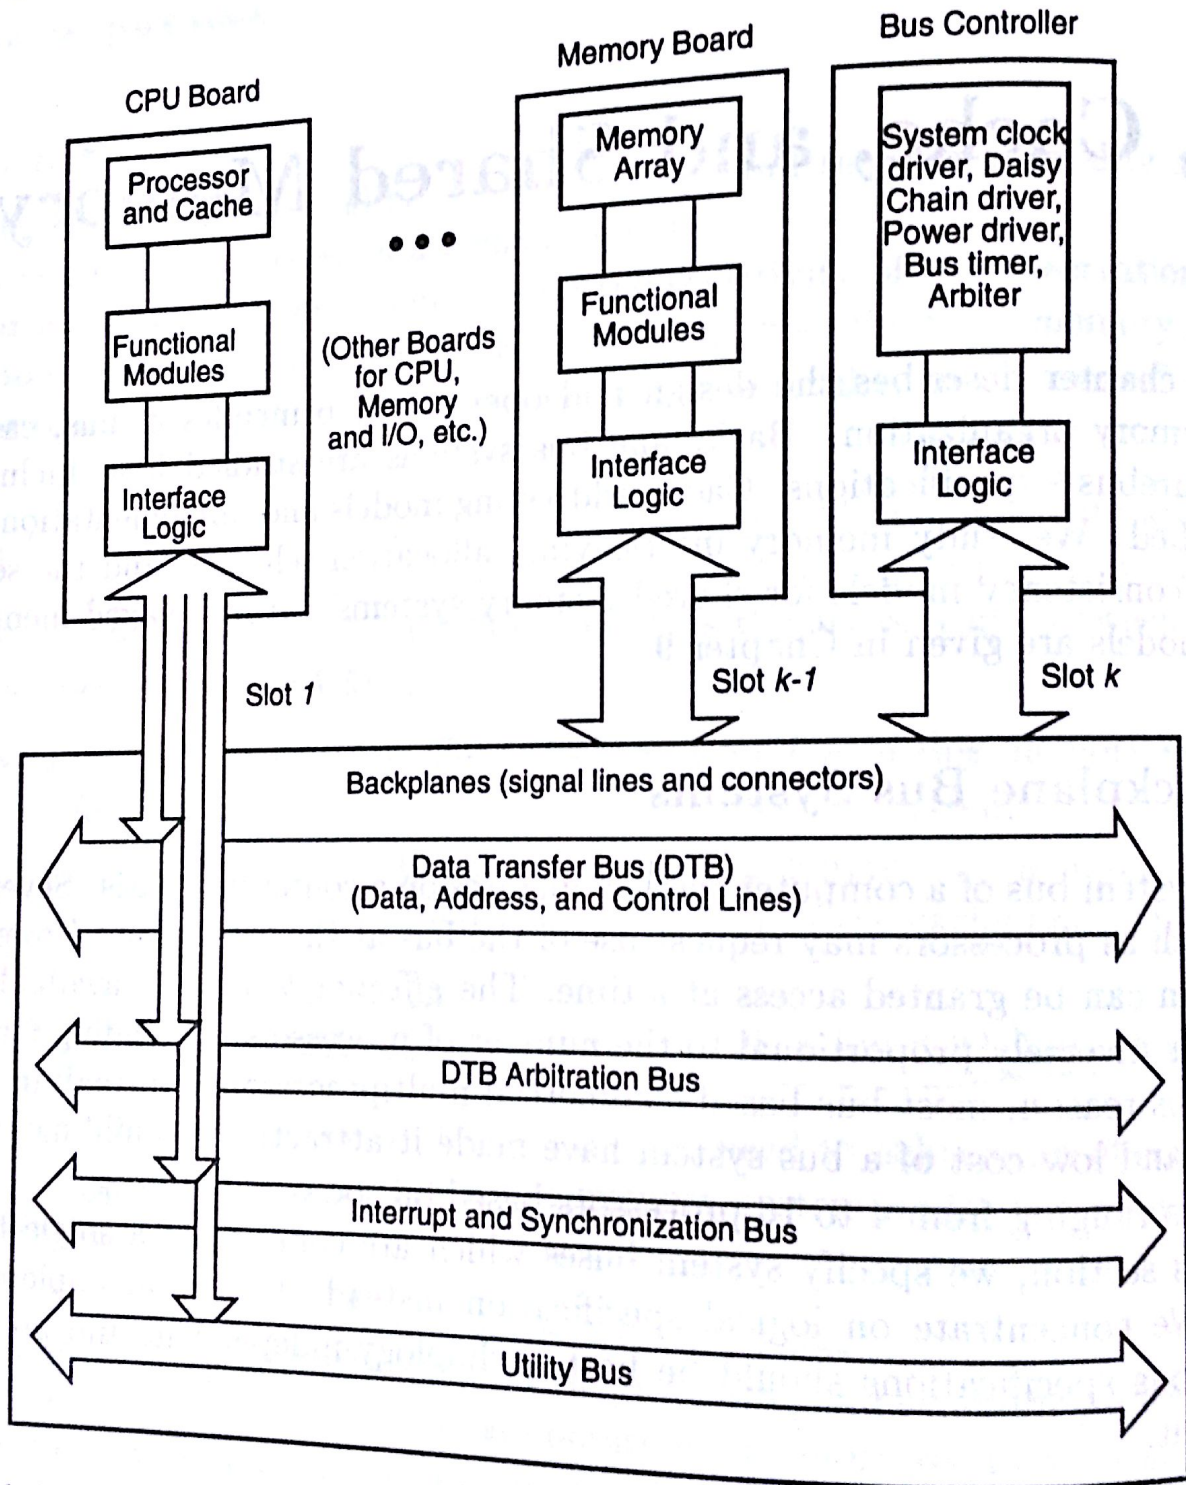 CPU Board
Processor
and Cache
Functional
Modules
Interface
Logic
Slot 1
(Other Boards
for CPU,
Memory
and I/O, etc.)
Memory Board
Memory
Array
Functional
Modules
Interface
Logic
Slot k-1
Bus Controller
System clock
driver, Daisy
Chain driver,
Power driver,
Bus timer,
Arbiter
Interface
Logic
Slot k
Backplanes (signal lines and connectors)
Data Transfer Bus (DTB)
(Data, Address, and Control Lines)
DTB Arbitration Bus
Interrupt and Synchronization Bus
Utility Bus